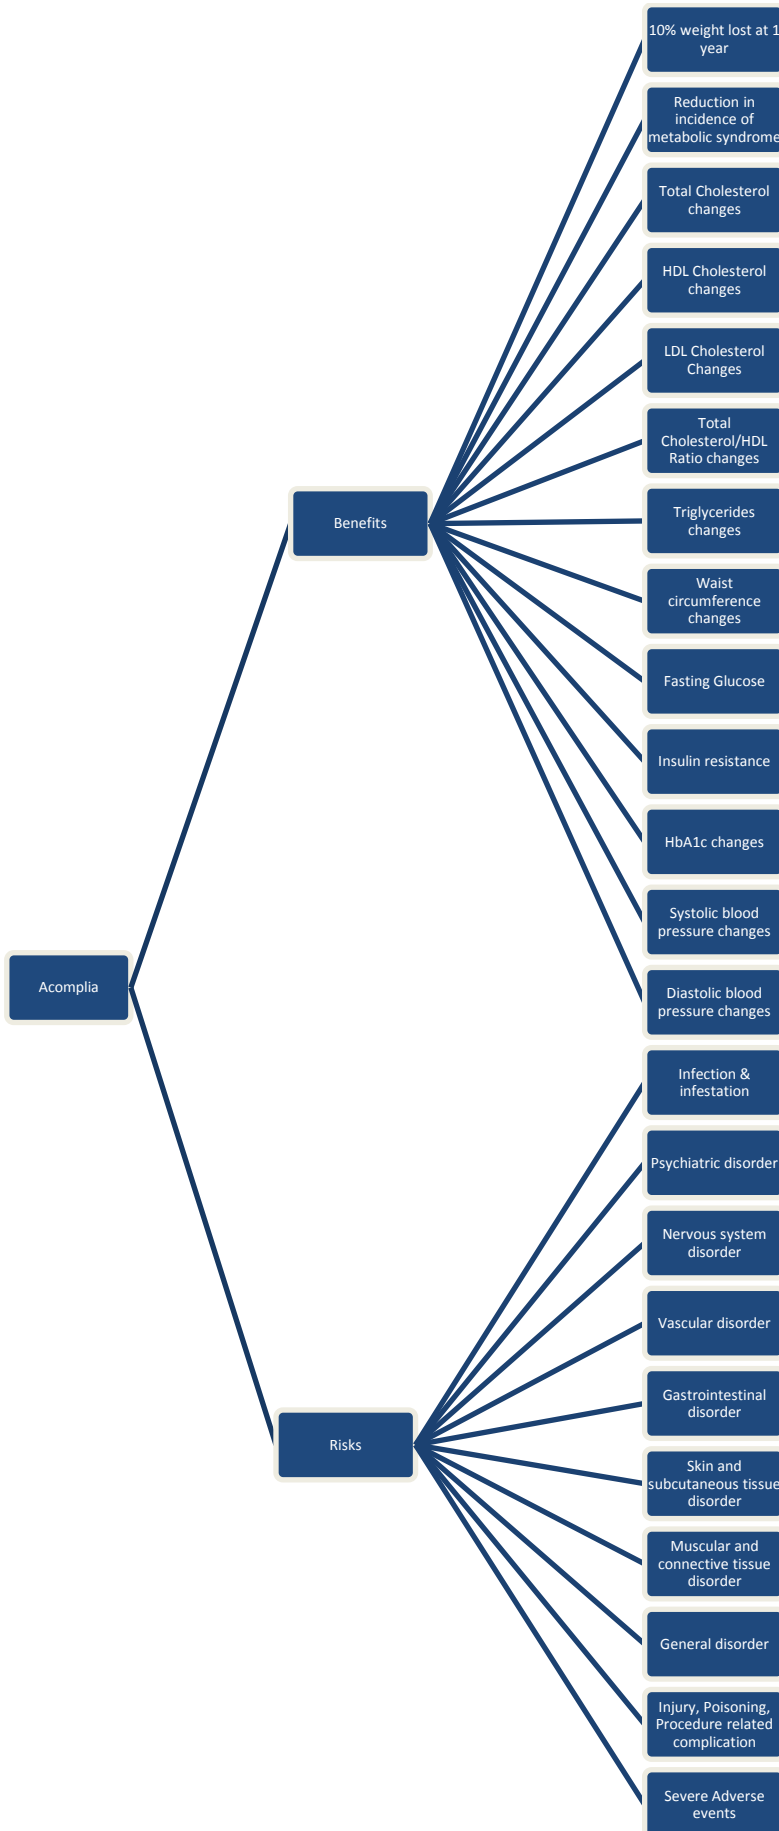 10% weight lost at 1
year
Reduction in
incidence of
metabolic syndrome
Total Cholesterol
changes
HDL Cholesterol
changes
LDL Cholesterol
Changes
Total
Cholesterol/HDL
Ratio changes
Triglycerides
changes
Benefits
Waist
circumference
changes
Fasting Glucose
Insulin resistance
HbA1c changes
Systolic blood
pressure changes
Acomplia
Diastolic blood
pressure changes
Infection &
infestation
Psychiatric disorder
Nervous system
disorder
Vascular disorder
Gastrointestinal
disorder
Risks
Skin and
subcutaneous tissue
disorder
Muscular and
connective tissue
disorder
General disorder
Injury, Poisoning,
Procedure related
complication
Severe Adverse
events